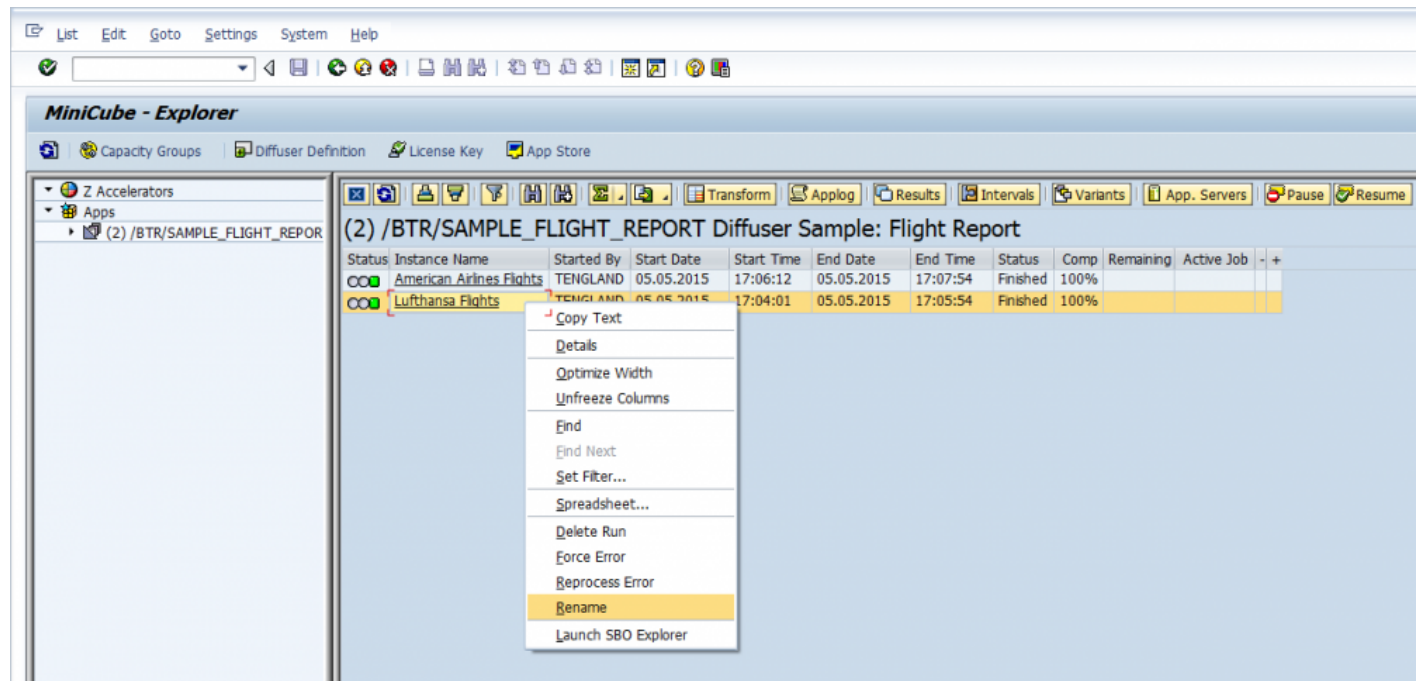 List Edit Goto Settings System Help
MiniCube - Explorer
Capacity Groups Diffuser Definition License Key App Store
Z Accelerators
Apps
(2) /BTR/SAMPLE_FLIGHT_REPOR
Transform Applog Results Intervals Variants App. Servers Pause Resume
(2) /BTR/SAMPLE_FLIGHT_REPORT Diffuser Sample: Flight Report
Status Instance Name Started By Start Date Start Time End Date End Time Status Comp Remaining Active Job - +
American Airlines Flights TENGLAND 05.05.2015 17:06:12 05.05.2015 17:07:54 Finished 100%
Lufthansa Flights TENGLAND 05.05.2015 17:04:01 05.05.2015 17:05:54 Finished 100%
Copy Text
Details
Optimize Width
Unfreeze Columns
Find
Find Next
Set Filter...
Spreadsheet...
Delete Run
Force Error
Reprocess Error
Rename
Launch SBO Explorer